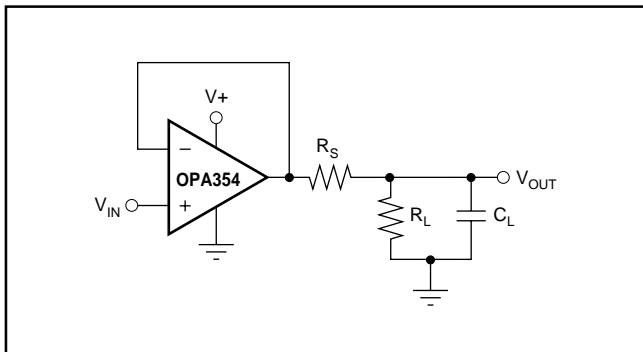 V+
R_S
−
OPA354
V_IN
+
V_OUT
R_L
C_L